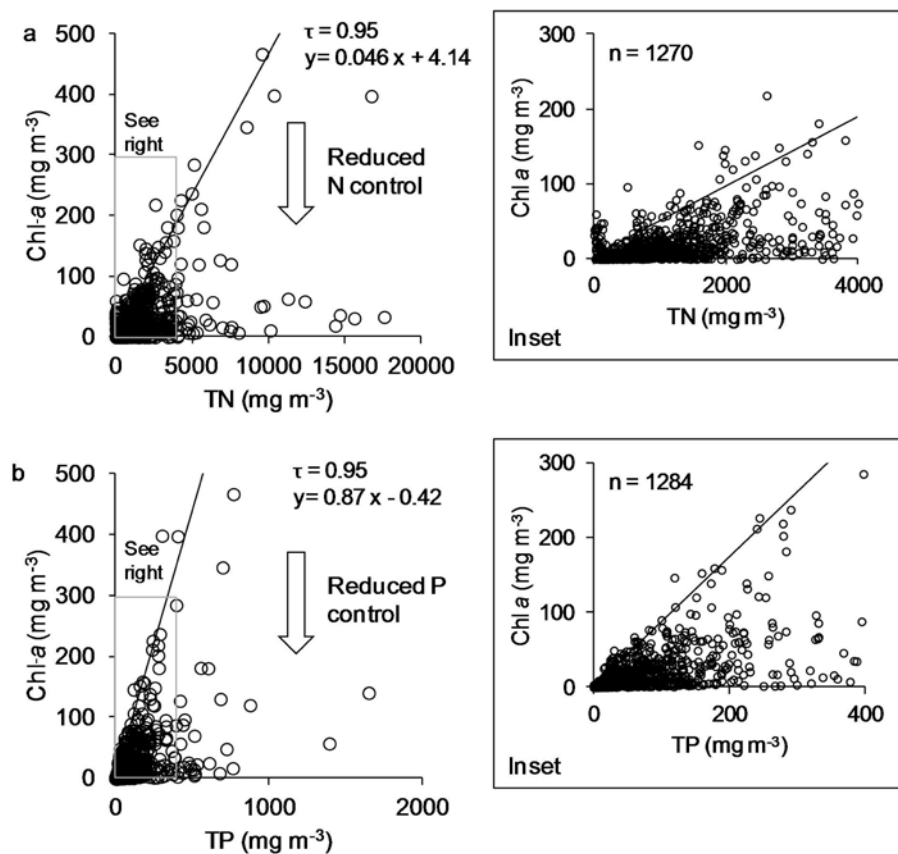 a
500
400
300
200
100
0
Chl-a (mg m⁻³)
τ = 0.95
y= 0.046 x + 4.14
See
right
Reduced
N control
0 5000 10000 15000 20000
TN (mg m⁻³)
300
200
100
0
Chl a (mg m⁻³)
n = 1270
0 2000 4000
TN (mg m⁻³)
Inset
b
500
400
300
200
100
0
Chl-a (mg m⁻³)
τ = 0.95
y= 0.87 x - 0.42
See
right
Reduced P
control
0 1000 2000
TP (mg m⁻³)
300
200
100
0
Chl a (mg m⁻³)
n = 1284
0 200 400
TP (mg m⁻³)
Inset